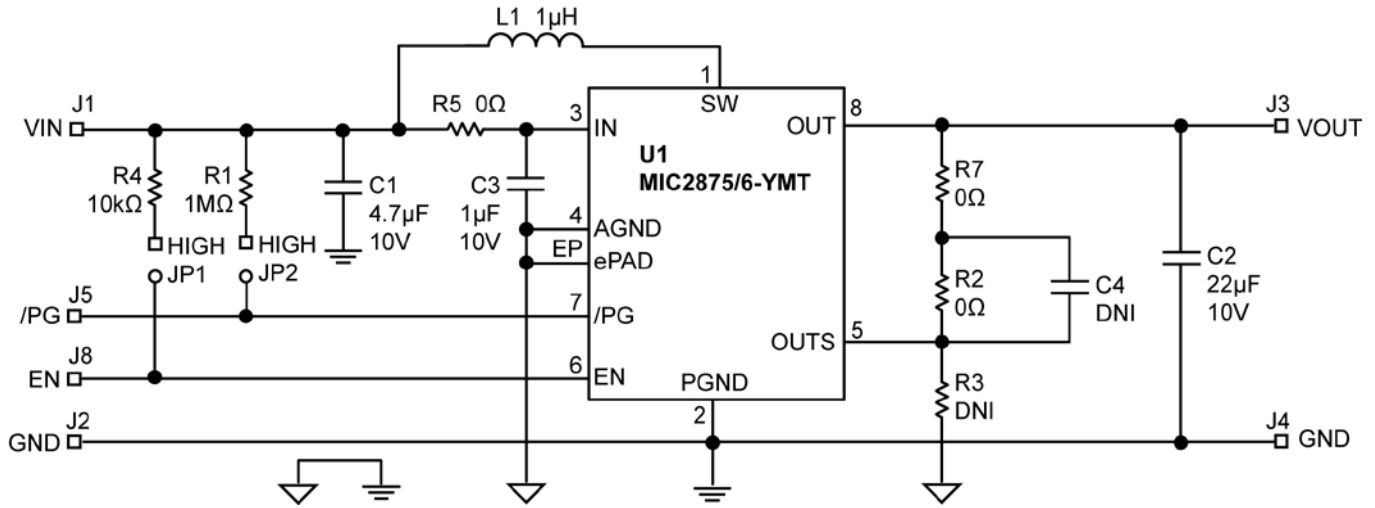 L1 1µH
J1
VIN
R5 0Ω
1
SW
3
IN
OUT
8
J3
VOUT
U1
MIC2875/6-YMT
R4
10kΩ
R1
1MΩ
C1
4.7µF
10V
C3
1µF
10V
R7
0Ω
HIGH
JP1
HIGH
JP2
4
AGND
EP
ePAD
R2
0Ω
C4
DNI
C2
22µF
10V
J5
/PG
7
/PG
OUTS
5
J8
EN
6
EN
PGND
2
R3
DNI
J2
GND
J4
GND